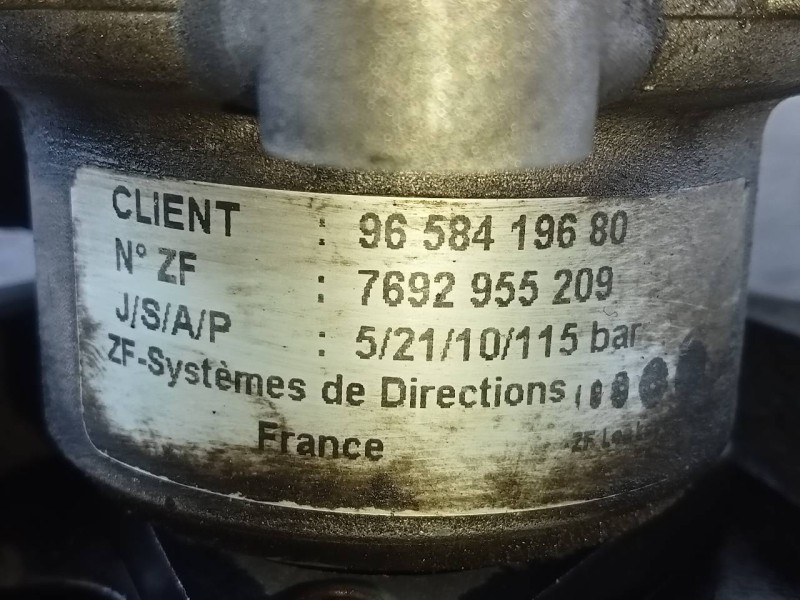 CLIENT : 96 584 196 80
N° ZF : 7692 955 209
J/S/A/P : 5/21/10/115 bar
ZF-Systèmes de Directions
France
ZF